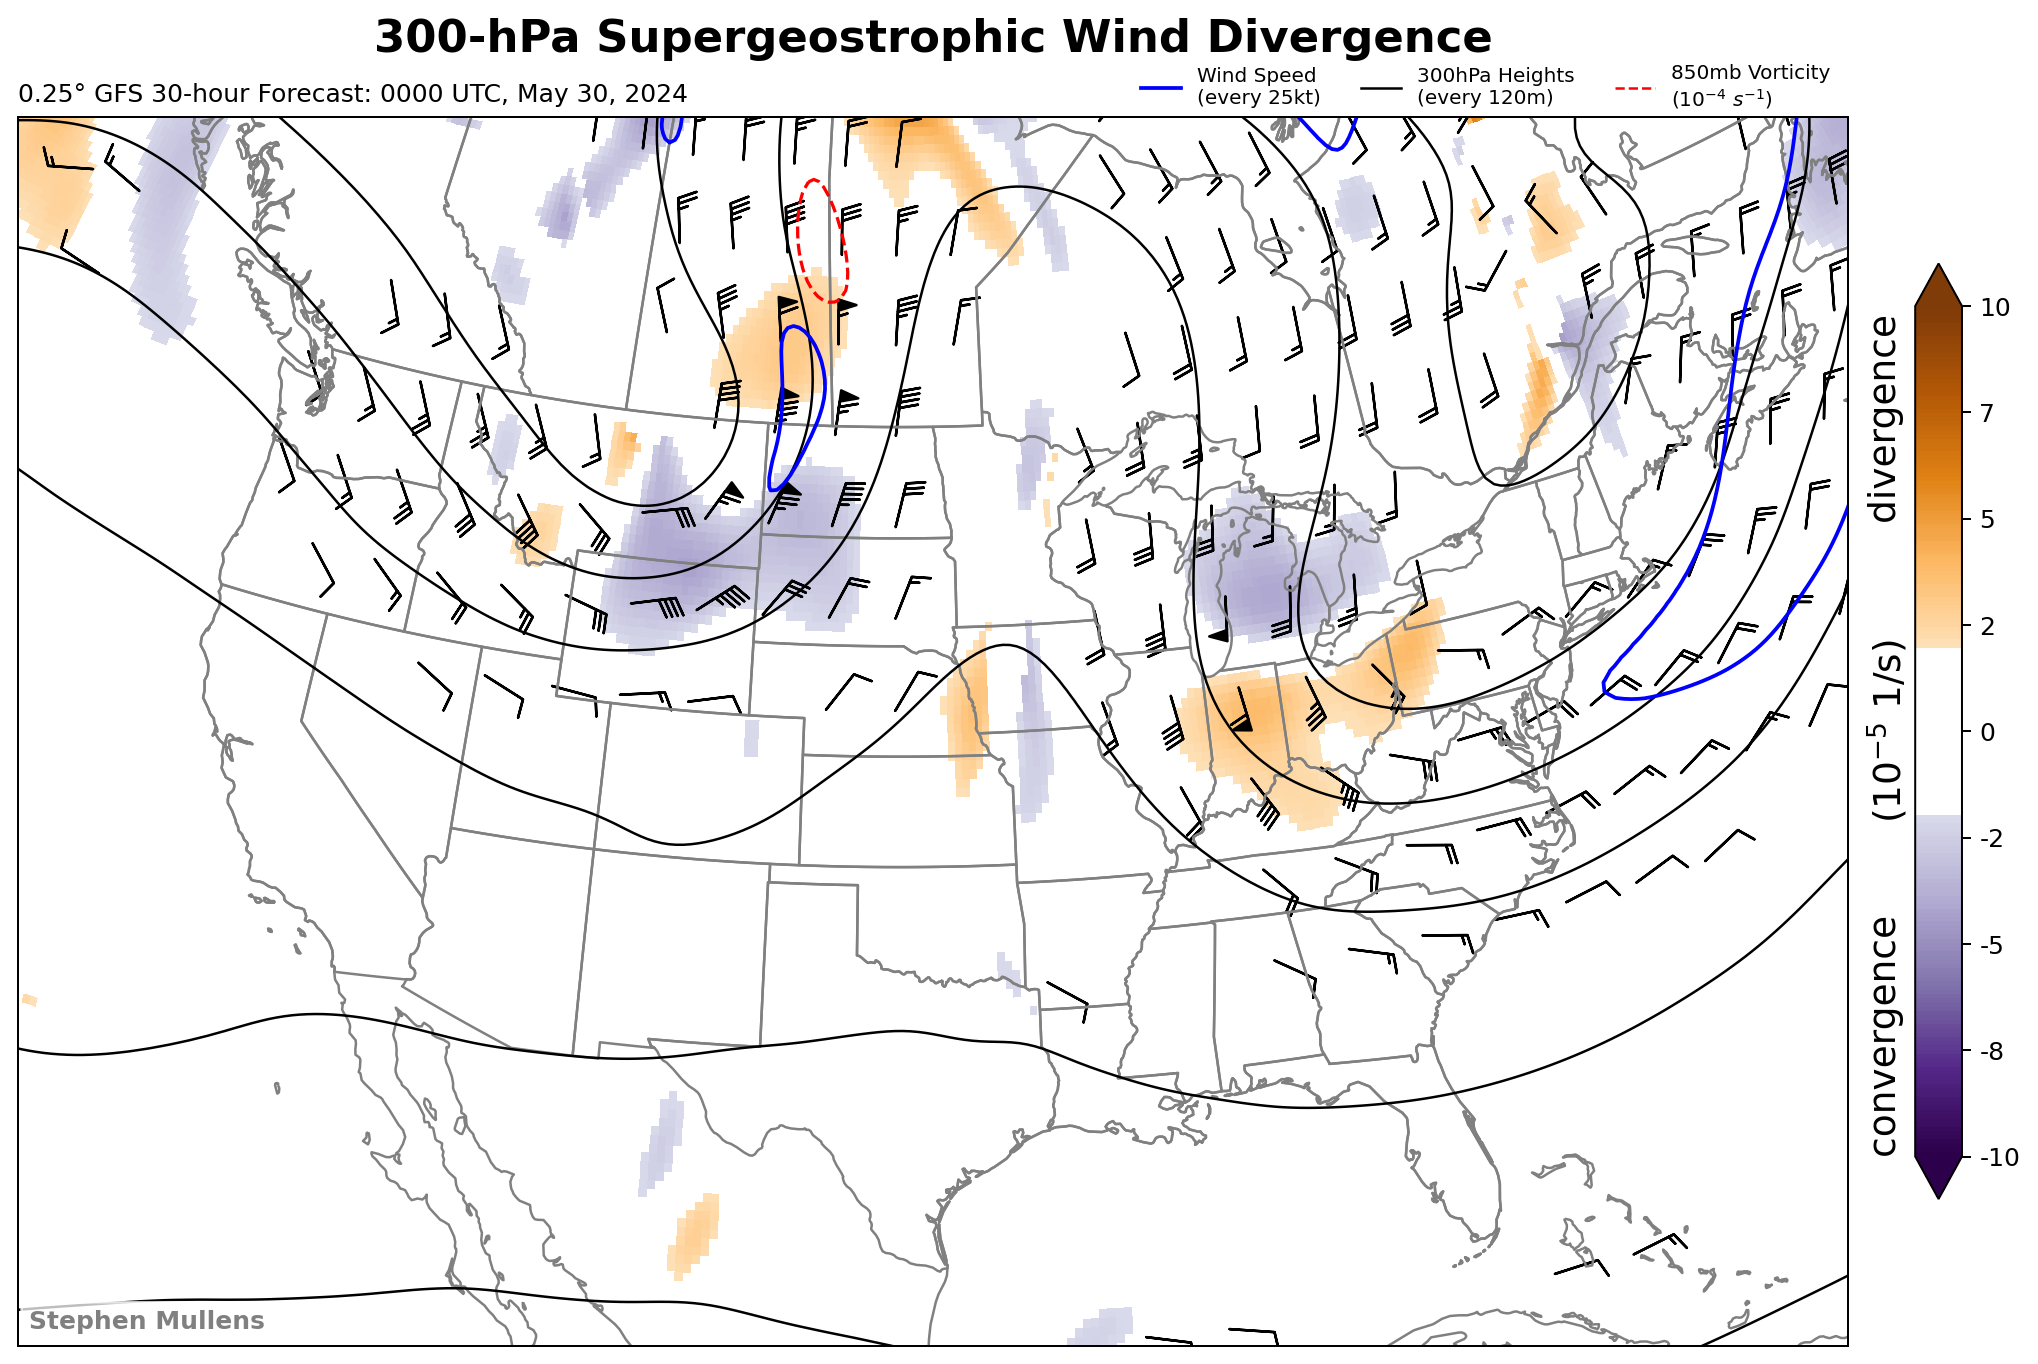 300-hPa Supergeostrophic Wind Divergence
0.25° GFS 30-hour Forecast: 0000 UTC, May 30, 2024
Wind Speed
(every 25kt)
300hPa Heights
(every 120m)
850mb Vorticity
(10⁻⁴ s⁻¹)
10
7
5
2
0
-2
-5
-8
-10
convergence (10⁻⁵ 1/s) divergence
Stephen Mullens